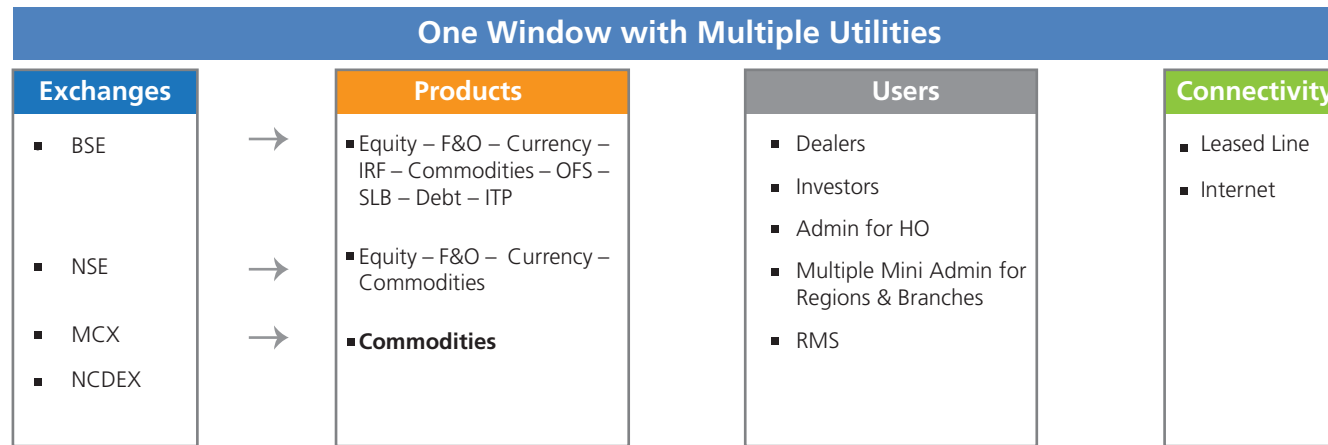 One Window with Multiple Utilities
Exchanges
▪ BSE
▪ NSE
▪ MCX
▪ NCDEX
Products
▪ Equity – F&O – Currency –
IRF – Commodities – OFS –
SLB – Debt – ITP
▪ Equity – F&O – Currency –
Commodities
▪ Commodities
Users
▪ Dealers
▪ Investors
▪ Admin for HO
▪ Multiple Mini Admin for
Regions & Branches
▪ RMS
Connectivity
▪ Leased Line
▪ Internet